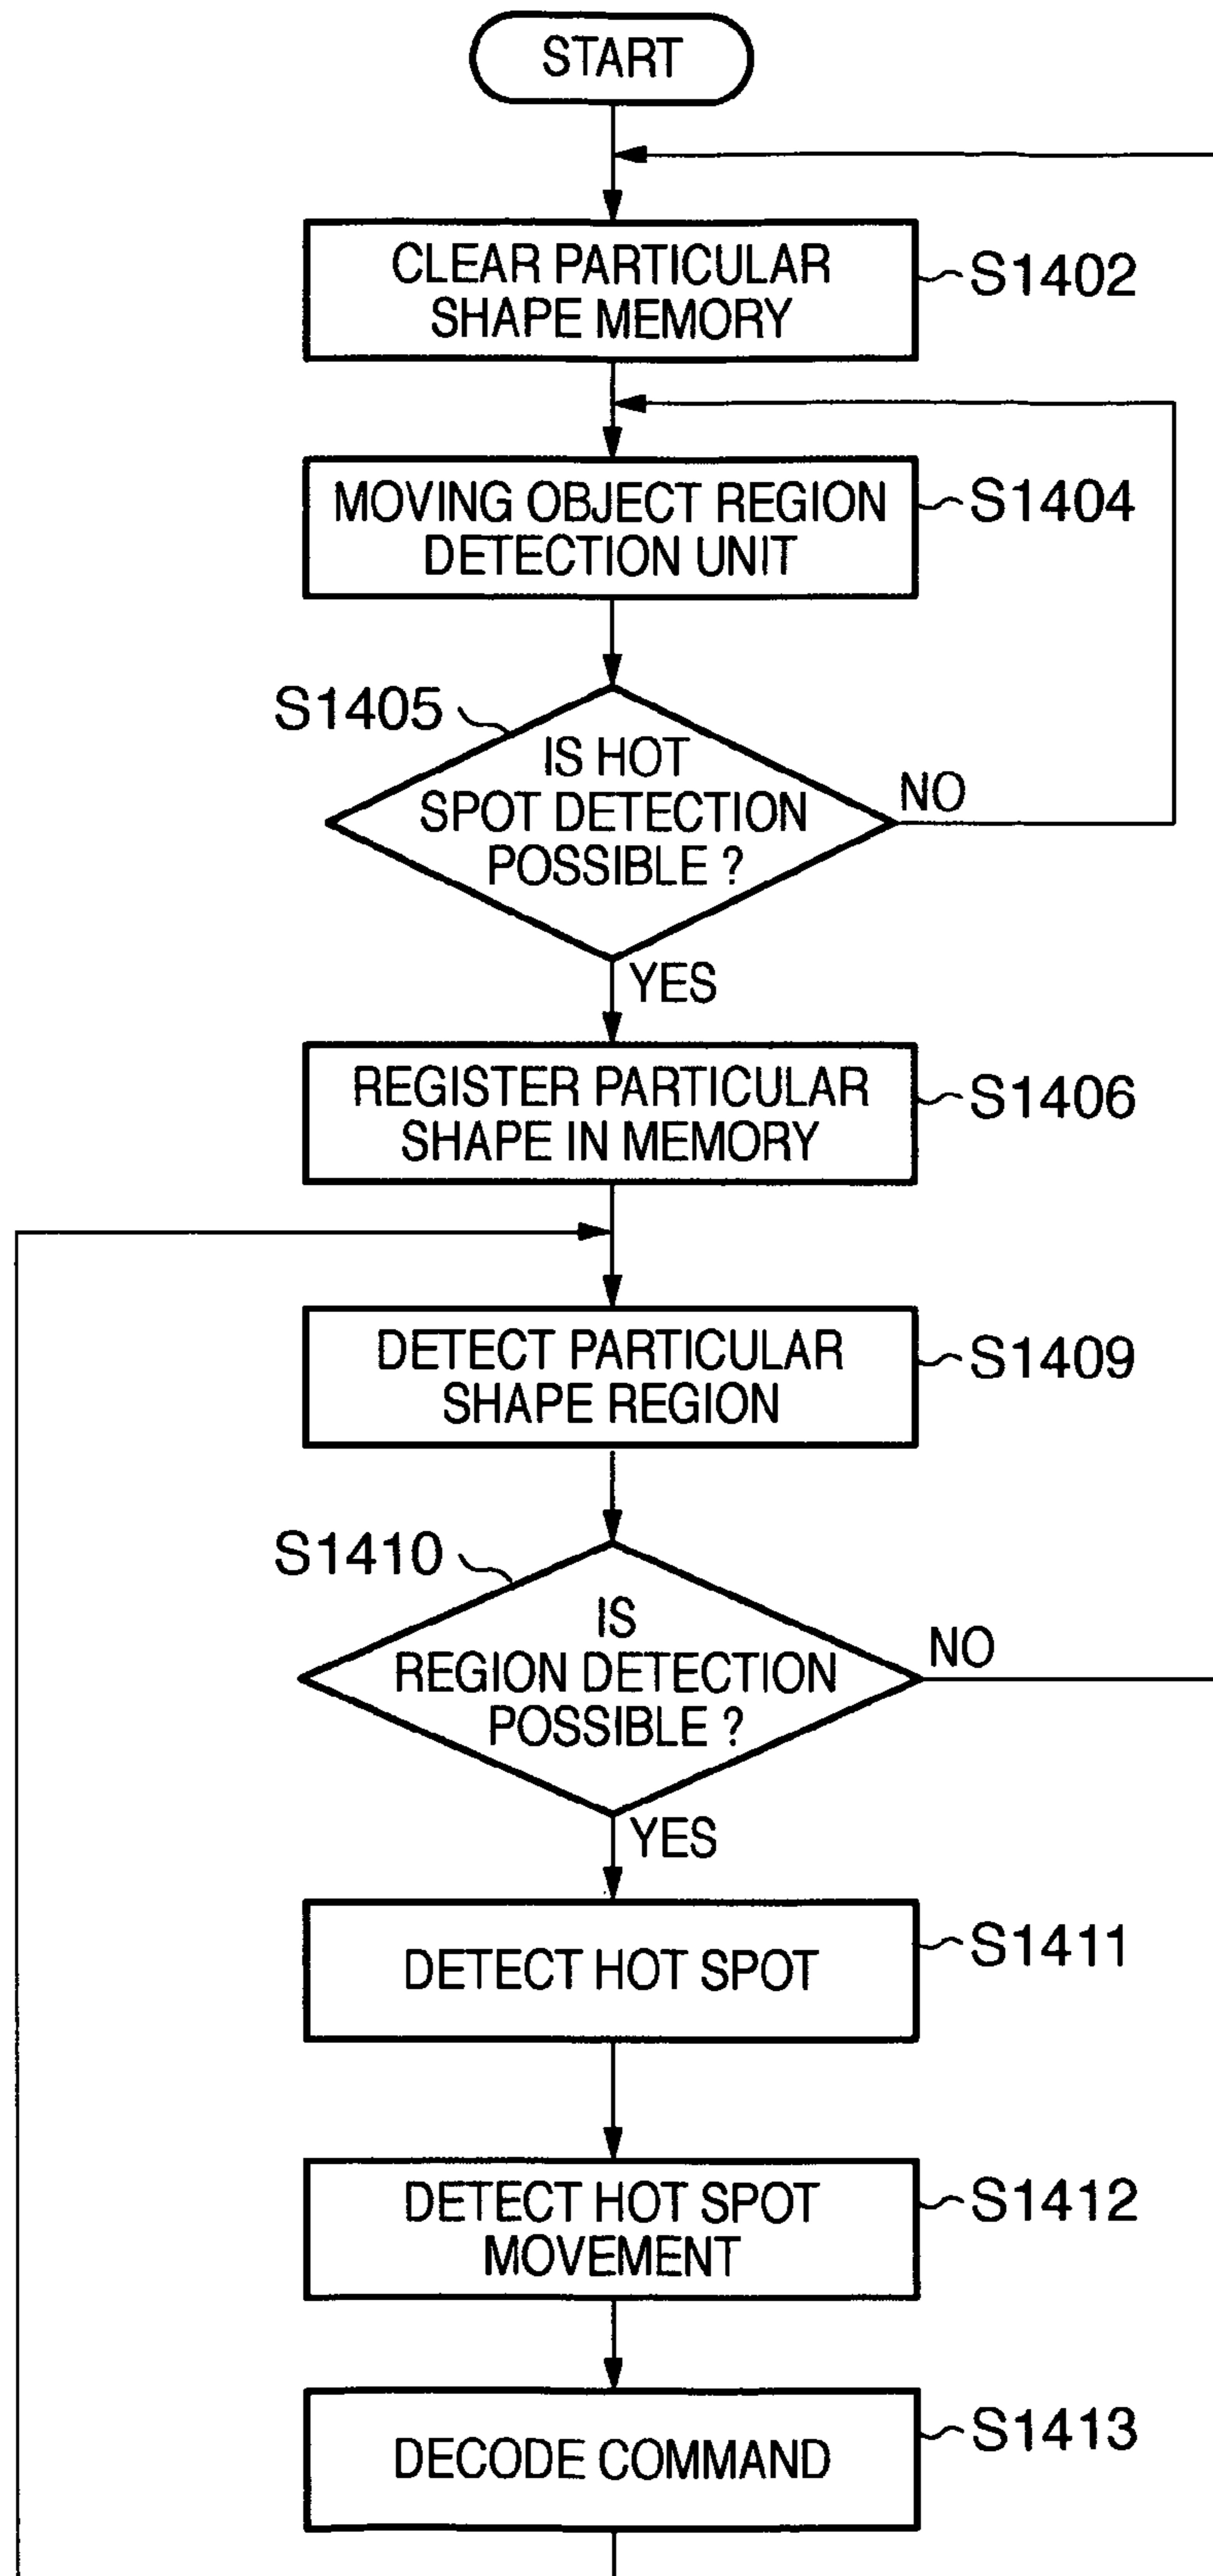 START
CLEAR PARTICULAR
SHAPE MEMORY
S1402
MOVING OBJECT REGION
DETECTION UNIT
S1404
S1405
IS HOT
SPOT DETECTION
POSSIBLE ?
NO
YES
REGISTER PARTICULAR
SHAPE IN MEMORY
S1406
DETECT PARTICULAR
SHAPE REGION
S1409
S1410
IS
REGION DETECTION
POSSIBLE ?
NO
YES
DETECT HOT SPOT
S1411
DETECT HOT SPOT
MOVEMENT
S1412
DECODE COMMAND
S1413